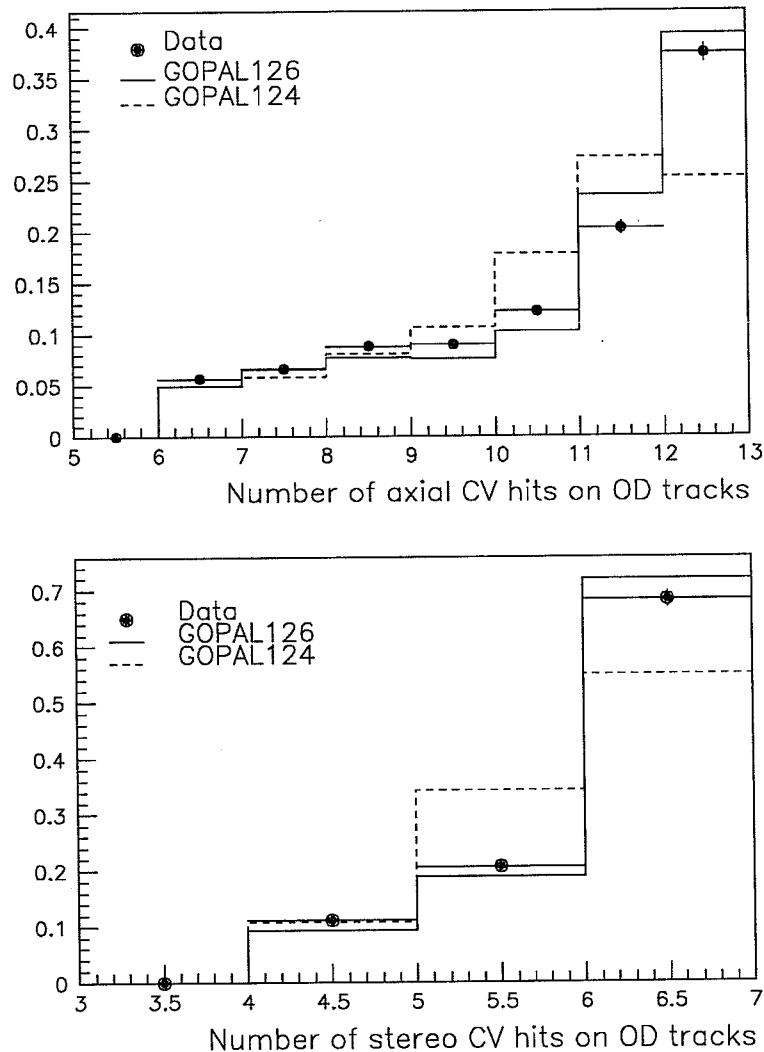 0.4
0.35
0.3
0.25
0.2
0.15
0.1
0.05
0
Data
GOPAL126
GOPAL124
5 6 7 8 9 10 11 12 13
Number of axial CV hits on OD tracks
0.7
0.6
0.5
0.4
0.3
0.2
0.1
0
Data
GOPAL126
GOPAL124
3 3.5 4 4.5 5 5.5 6 6.5 7
Number of stereo CV hits on OD tracks